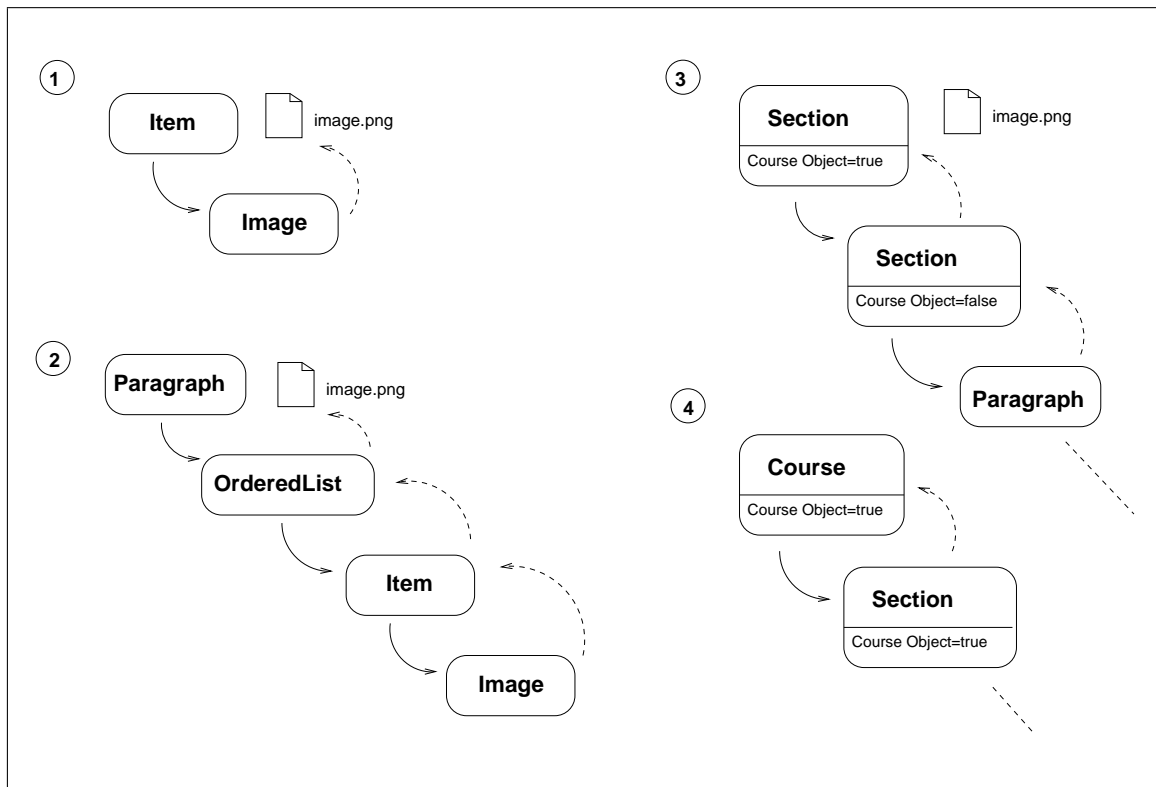 1
Item
image.png
Image
2
Paragraph
image.png
OrderedList
Item
Image
3
Section
Course Object=true
image.png
Section
Course Object=false
Paragraph
4
Course
Course Object=true
Section
Course Object=true